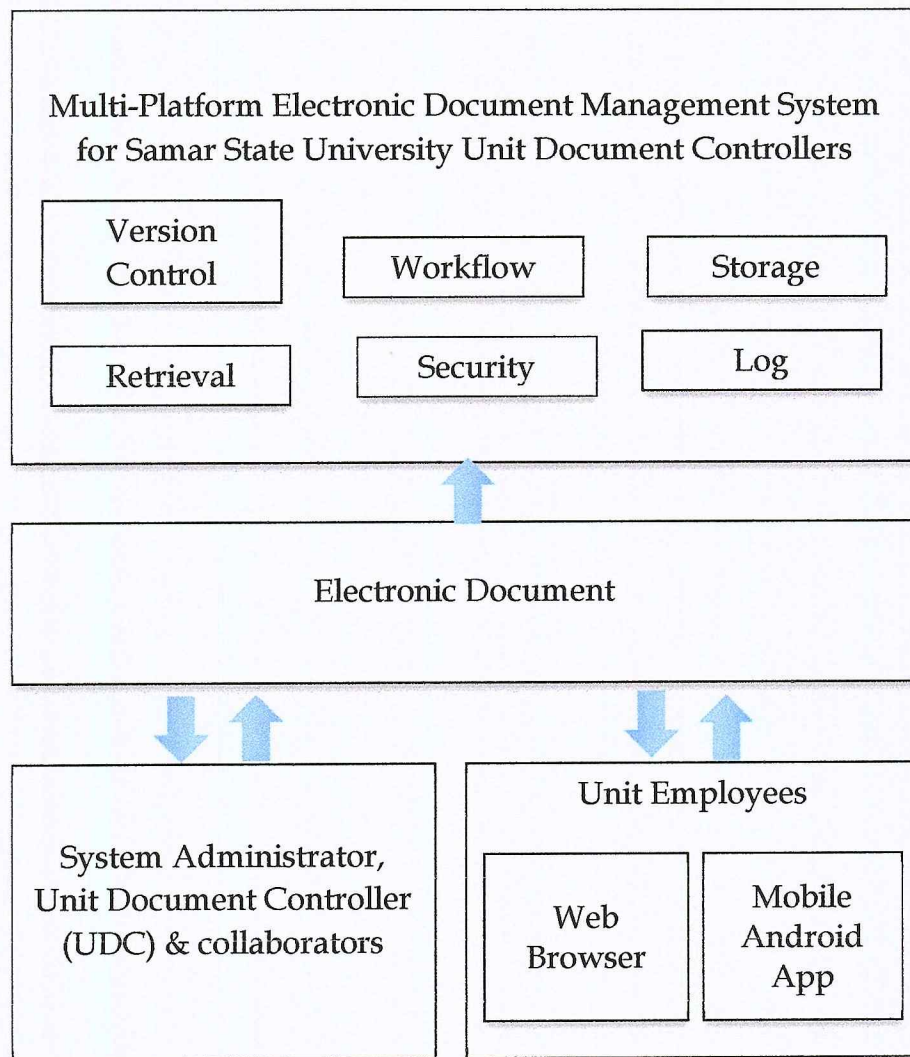 Multi-Platform Electronic Document Management System
for Samar State University Unit Document Controllers
Version
Control
Workflow
Storage
Retrieval
Security
Log
Electronic Document
System Administrator,
Unit Document Controller
(UDC) & collaborators
Unit Employees
Web
Browser
Mobile
Android
App